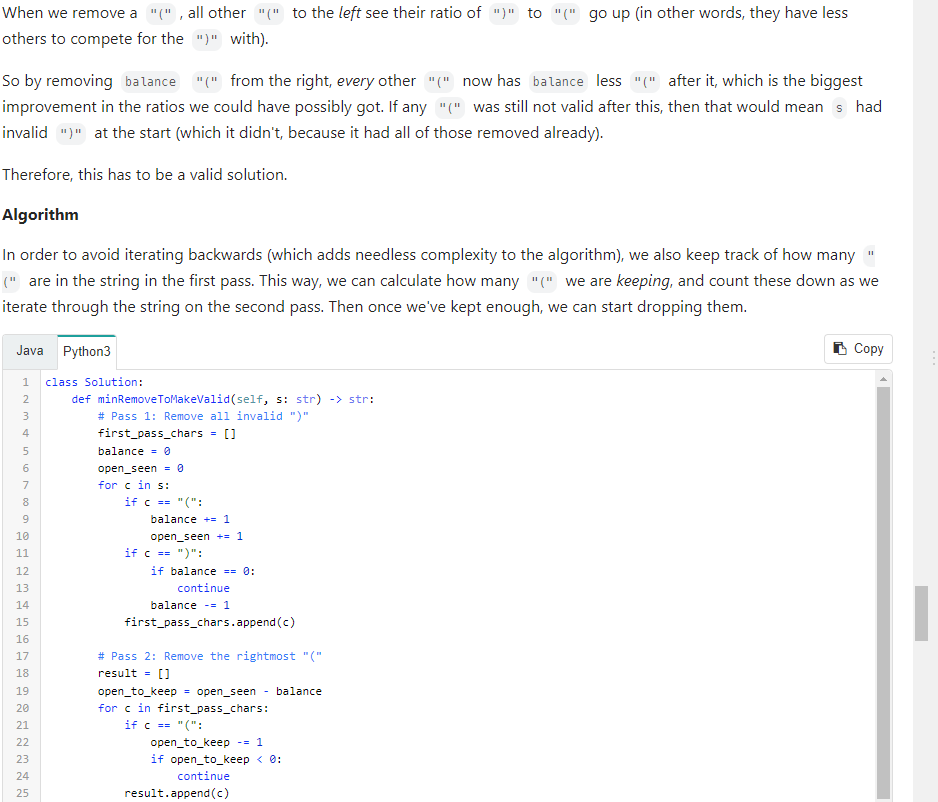 When we remove a "(" , all other "(" to the left see their ratio of ")" to "(" go up (in other words, they have less
others to compete for the ")" with).
So by removing balance "(" from the right, every other "(" now has balance less "(" after it, which is the biggest
improvement in the ratios we could have possibly got. If any "(" was still not valid after this, then that would mean s had
invalid ")" at the start (which it didn't, because it had all of those removed already).
Therefore, this has to be a valid solution.
Algorithm
In order to avoid iterating backwards (which adds needless complexity to the algorithm), we also keep track of how many "
(" are in the string in the first pass. This way, we can calculate how many "(" we are keeping, and count these down as we
iterate through the string on the second pass. Then once we've kept enough, we can start dropping them.
Java Python3 Copy
1 class Solution:
2     def minRemoveToMakeValid(self, s: str) -> str:
3         # Pass 1: Remove all invalid ")"
4         first_pass_chars = []
5         balance = 0
6         open_seen = 0
7         for c in s:
8             if c == "(":
9                 balance += 1
10                 open_seen += 1
11             if c == ")":
12                 if balance == 0:
13                     continue
14                 balance -= 1
15             first_pass_chars.append(c)
16
17         # Pass 2: Remove the rightmost "("
18         result = []
19         open_to_keep = open_seen - balance
20         for c in first_pass_chars:
21             if c == "(":
22                 open_to_keep -= 1
23                 if open_to_keep < 0:
24                     continue
25             result.append(c)